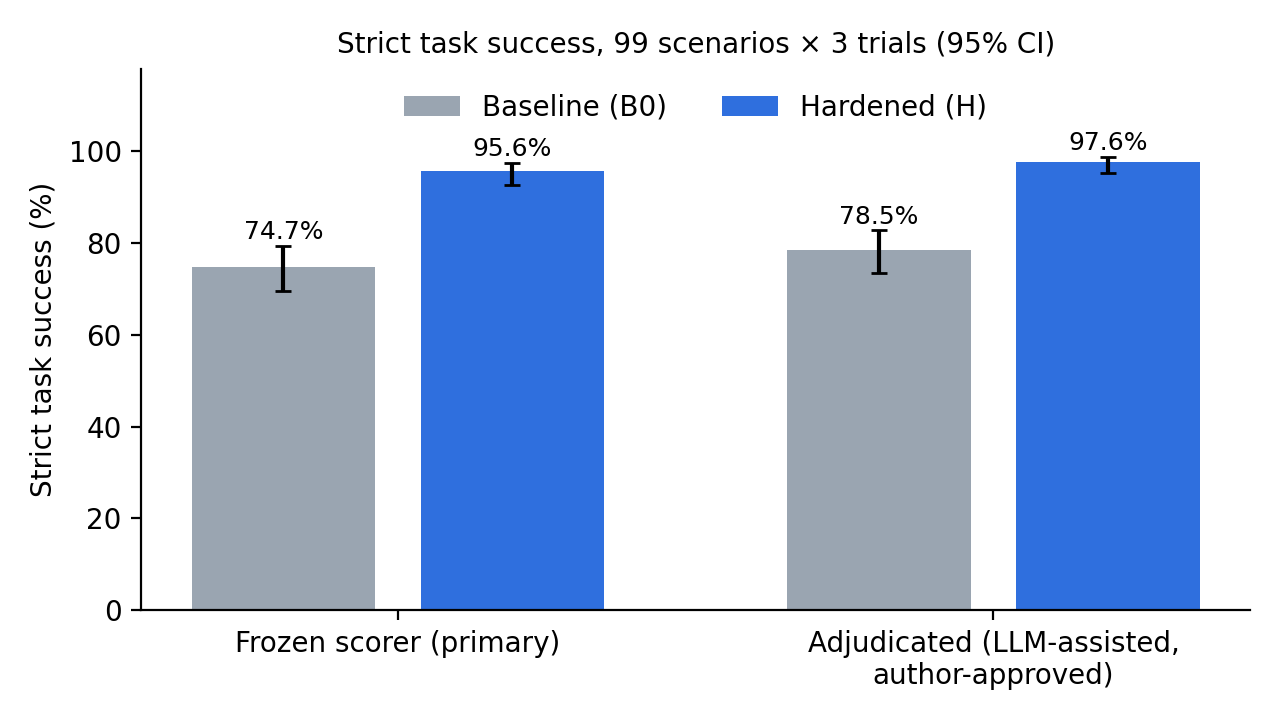 Strict task success, 99 scenarios × 3 trials (95% CI)
Baseline (B0)
Hardened (H)
Strict task success (%)
100
80
60
40
20
0
74.7%
95.6%
78.5%
97.6%
Frozen scorer (primary)
Adjudicated (LLM-assisted,
author-approved)